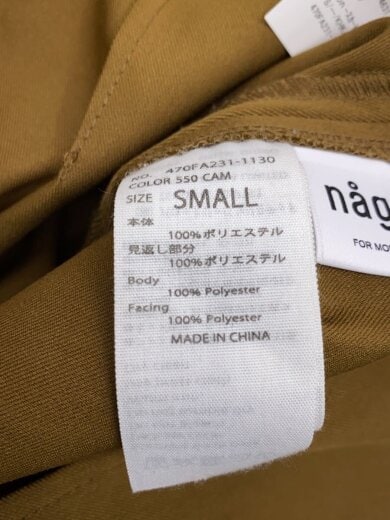 NO. 470FA231-1130
COLOR 550 CAM
SIZE SMALL
本体
100%ポリエステル
見返し部分
100%ポリエステル
Body
100% Polyester
Facing
100% Polyester
MADE IN CHINA
någ
FOR MO